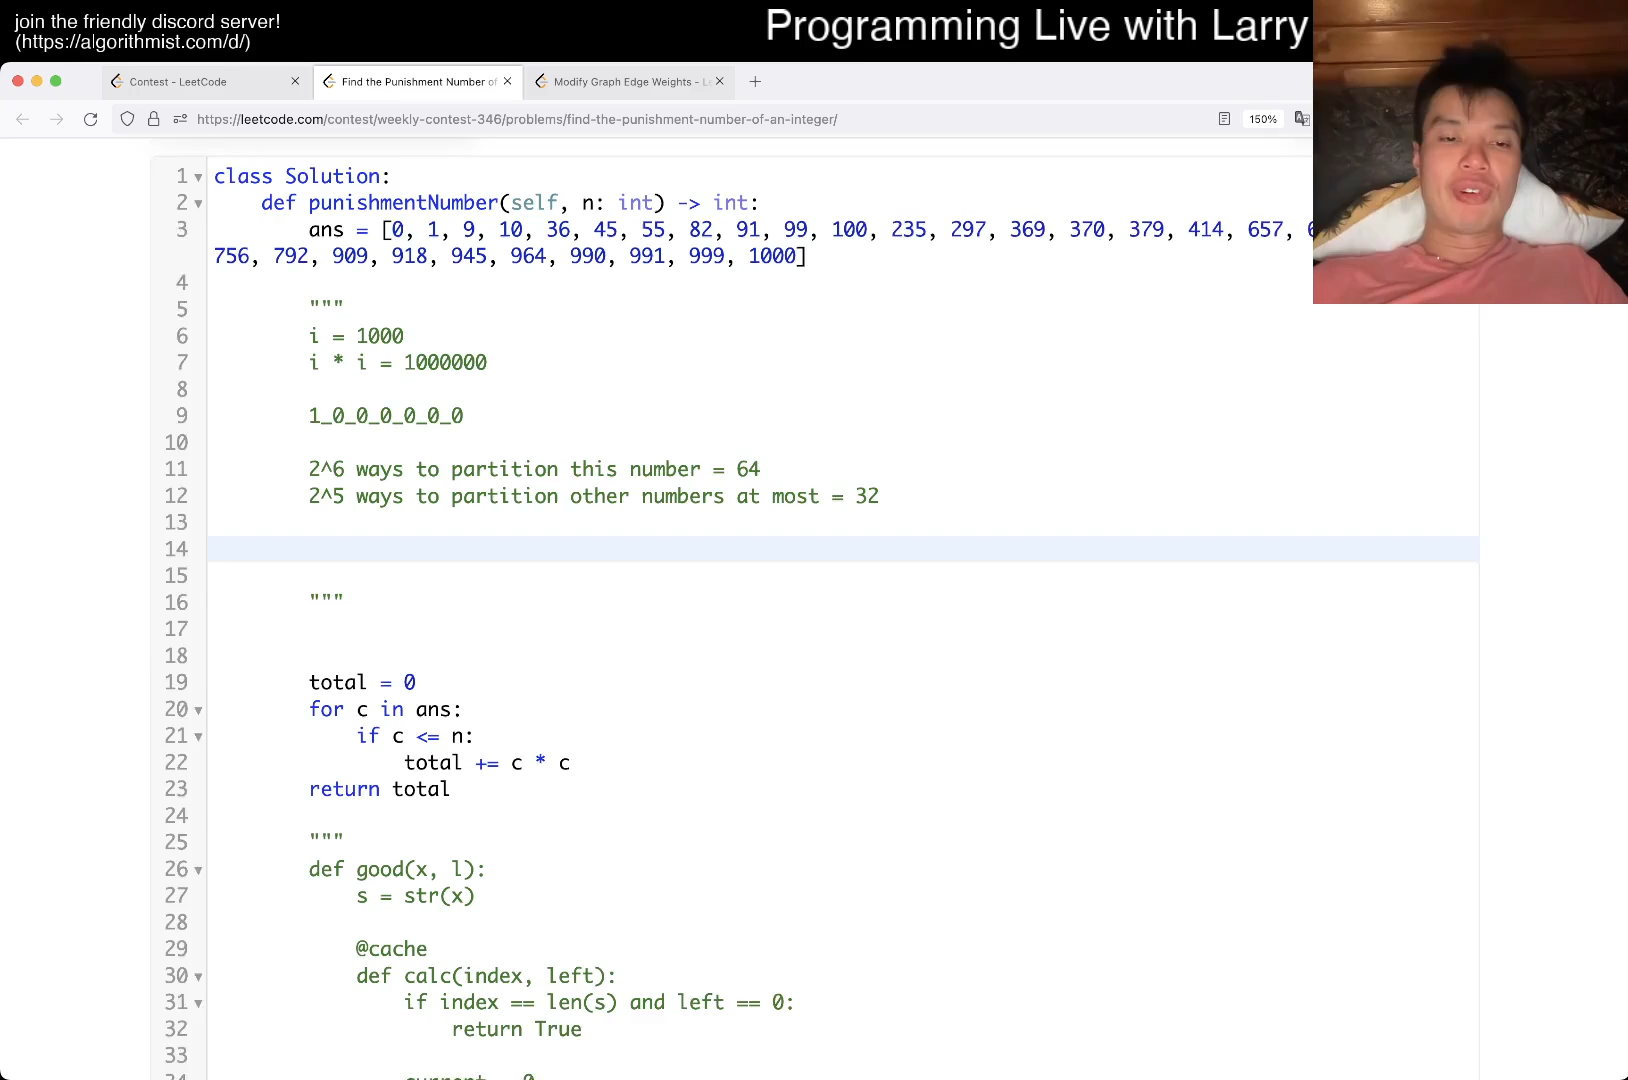 join the friendly discord server!
(https://algorithmist.com/d/)
Programming Live with Larry
Contest - LeetCode
Find the Punishment Number of
Modify Graph Edge Weights - L
https://leetcode.com/contest/weekly-contest-346/problems/find-the-punishment-number-of-an-integer/
150%
1 class Solution:
2 def punishmentNumber(self, n: int) -> int:
3 ans = [0, 1, 9, 10, 36, 45, 55, 82, 91, 99, 100, 235, 297, 369, 370, 379, 414, 657,
756, 792, 909, 918, 945, 964, 990, 991, 999, 1000]
4
5 """
6 i = 1000
7 i * i = 1000000
8
9 1_0_0_0_0_0_0
10
11 2^6 ways to partition this number = 64
12 2^5 ways to partition other numbers at most = 32
13
14
15
16 """
17
18
19 total = 0
20 for c in ans:
21 if c <= n:
22 total += c * c
23 return total
24
25 """
26 def good(x, l):
27 s = str(x)
28
29 @cache
30 def calc(index, left):
31 if index == len(s) and left == 0:
32 return True
33